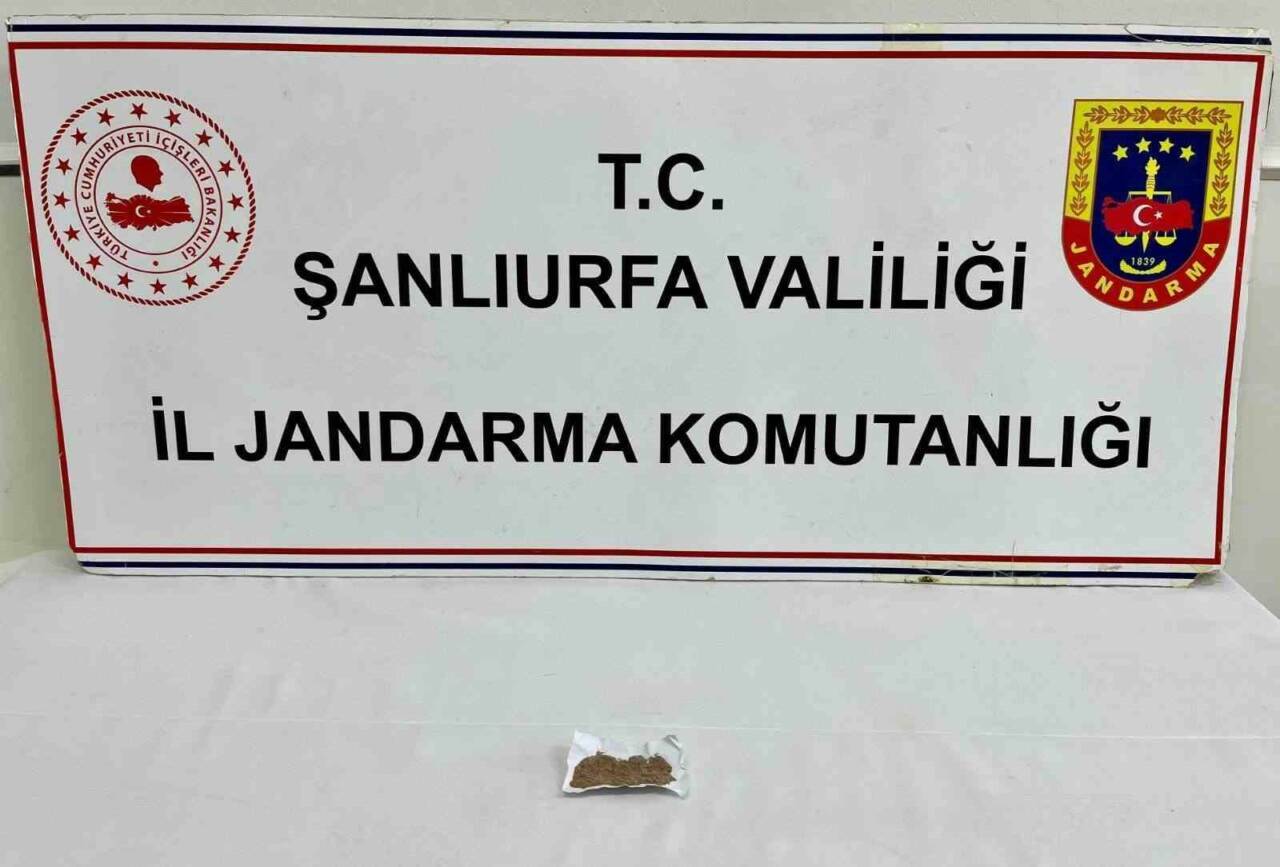 TÜRKİYE CUMHURİYETİ İÇİŞLERİ BAKANLIĞI
T.C.
ŞANLIURFA VALİLİĞİ
İL JANDARMA KOMUTANLIĞI
1839
JANDARMA